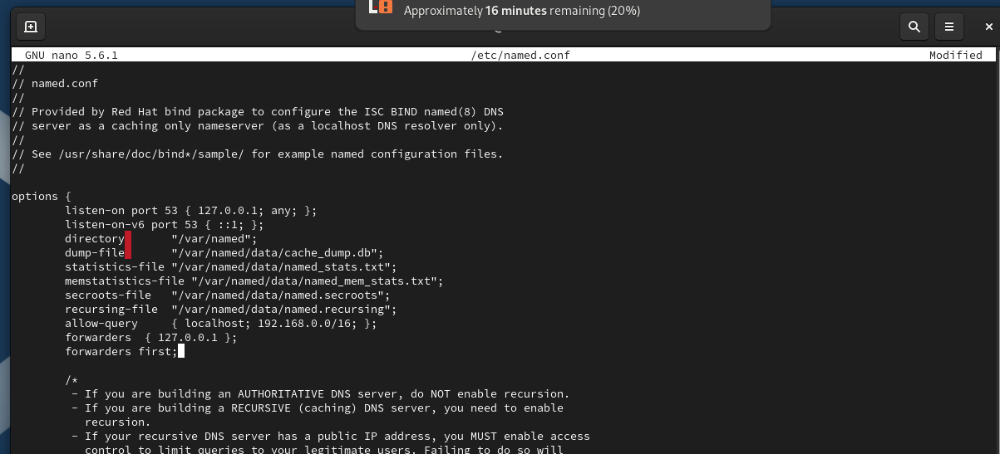 Approximately 16 minutes remaining (20%)
GNU nano 5.6.1 /etc/named.conf Modified
//
// named.conf
//
// Provided by Red Hat bind package to configure the ISC BIND named(8) DNS
// server as a caching only nameserver (as a localhost DNS resolver only).
//
// See /usr/share/doc/bind*/sample/ for example named configuration files.
//
options {
listen-on port 53 { 127.0.0.1; any; };
listen-on-v6 port 53 { ::1; };
directory "/var/named";
dump-file "/var/named/data/cache_dump.db";
statistics-file "/var/named/data/named_stats.txt";
memstatistics-file "/var/named/data/named_mem_stats.txt";
secroots-file "/var/named/data/named.secroots";
recursing-file "/var/named/data/named.recursing";
allow-query { localhost; 192.168.0.0/16; };
forwarders { 127.0.0.1 };
forwarders first;
/*
- If you are building an AUTHORITATIVE DNS server, do NOT enable recursion.
- If you are building a RECURSIVE (caching) DNS server, you need to enable
recursion.
- If your recursive DNS server has a public IP address, you MUST enable access
control to limit queries to your legitimate users. Failing to do so will